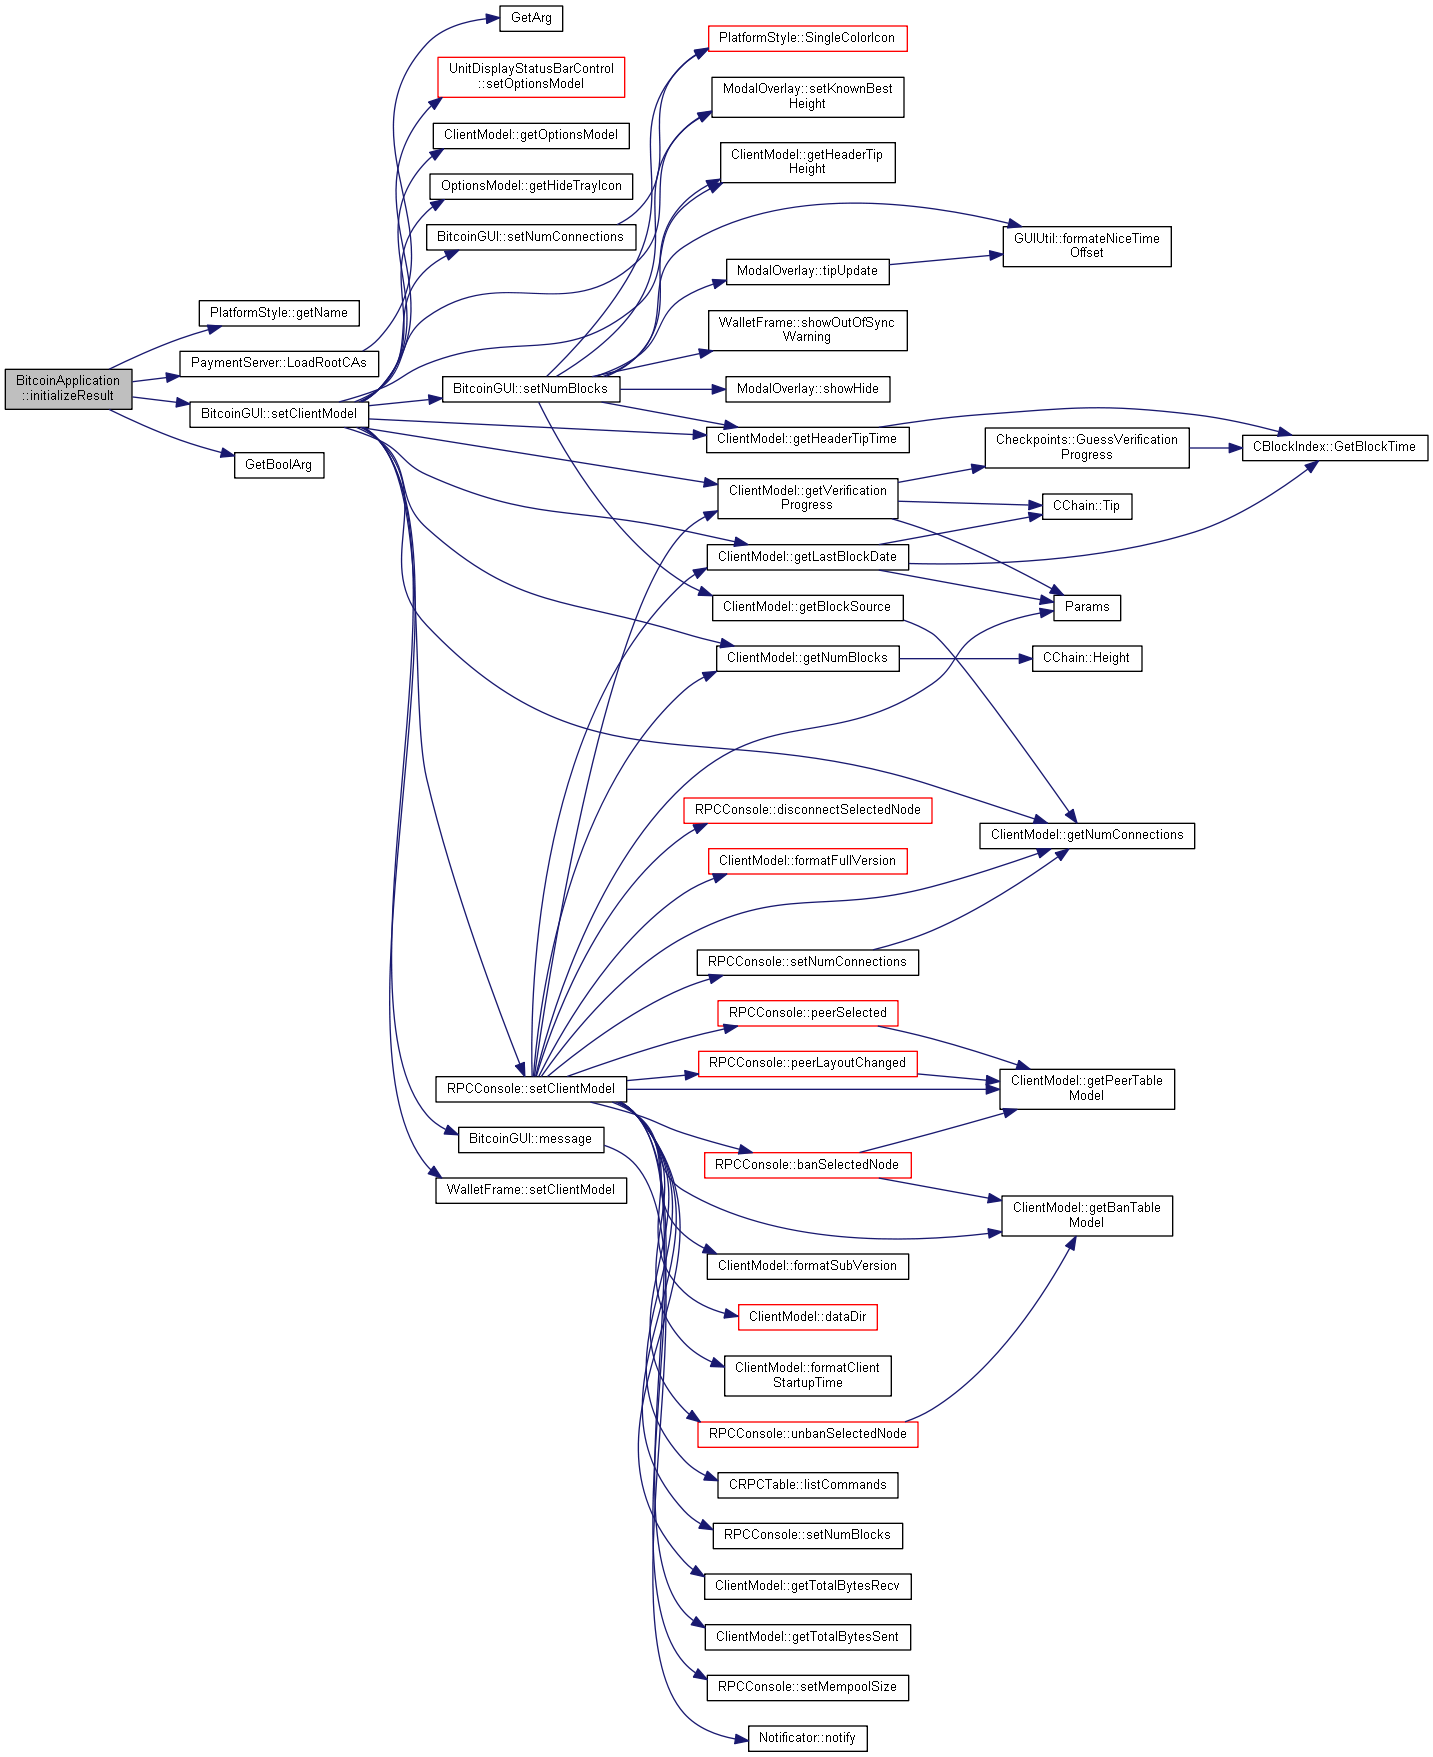 BitcoinApplication
::initializeResult
PlatformStyle::getName
PaymentServer::LoadRootCAs
BitcoinGUI::setClientModel
GetBoolArg
GetArg
UnitDisplayStatusBarControl
::setOptionsModel
ClientModel::getOptionsModel
OptionsModel::getHideTrayIcon
BitcoinGUI::setNumConnections
BitcoinGUI::setNumBlocks
RPCConsole::setClientModel
BitcoinGUI::message
WalletFrame::setClientModel
PlatformStyle::SingleColorIcon
ModalOverlay::setKnownBest
Height
ClientModel::getHeaderTip
Height
ModalOverlay::tipUpdate
WalletFrame::showOutOfSync
Warning
ModalOverlay::showHide
ClientModel::getHeaderTipTime
ClientModel::getVerification
Progress
ClientModel::getLastBlockDate
ClientModel::getBlockSource
ClientModel::getNumBlocks
RPCConsole::disconnectSelectedNode
ClientModel::formatFullVersion
RPCConsole::setNumConnections
RPCConsole::peerSelected
RPCConsole::peerLayoutChanged
RPCConsole::banSelectedNode
ClientModel::formatSubVersion
ClientModel::dataDir
ClientModel::formatClient
StartupTime
RPCConsole::unbanSelectedNode
CRPCTable::listCommands
RPCConsole::setNumBlocks
ClientModel::getTotalBytesRecv
ClientModel::getTotalBytesSent
RPCConsole::setMempoolSize
Notificator::notify
GUIUtil::formateNiceTime
Offset
Checkpoints::GuessVerification
Progress
CChain::Tip
Params
CChain::Height
ClientModel::getNumConnections
ClientModel::getPeerTable
Model
ClientModel::getBanTable
Model
CBlockIndex::GetBlockTime